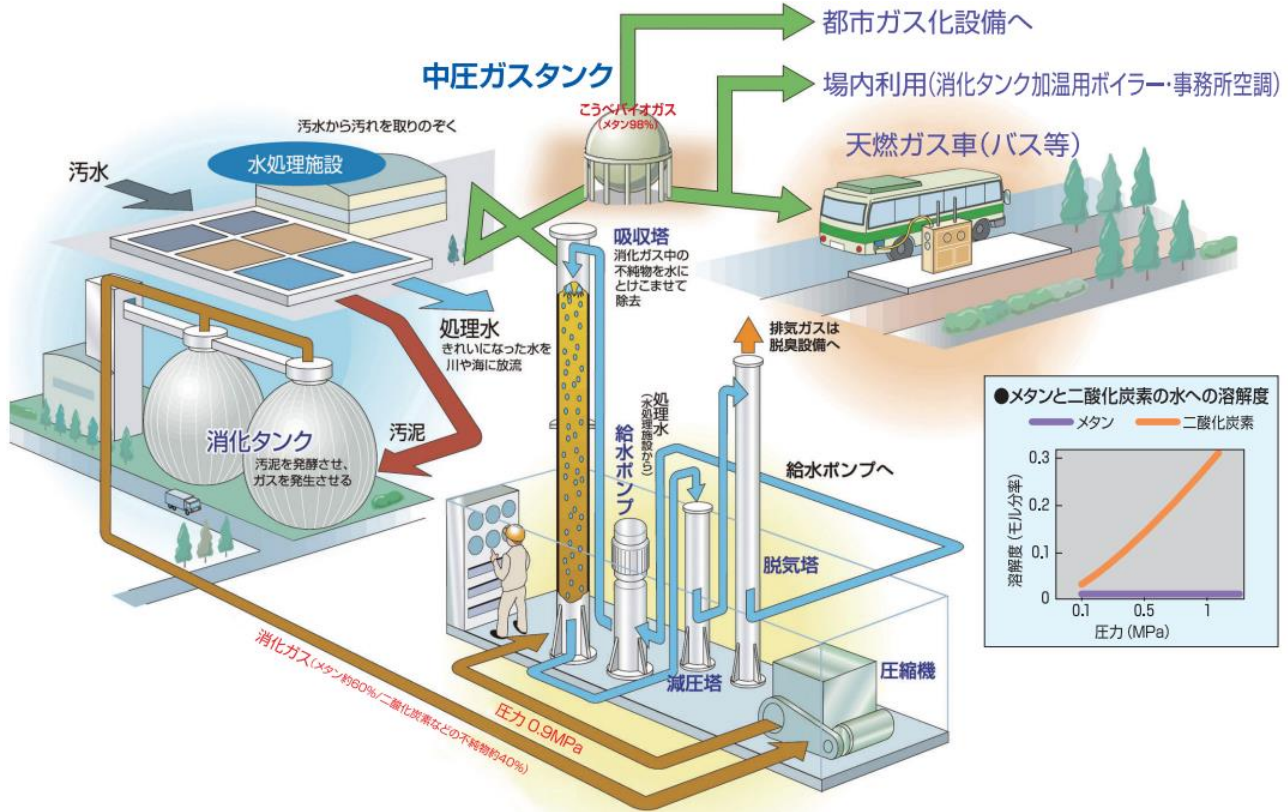 都市ガス化設備へ
中圧ガスタンク
場内利用(消化タンク加温用ボイラー・事務所空調)
こうべバイオガス
(メタン98%)
天然ガス車(バス等)
汚水から汚れを取りのぞく
水処理施設
汚水
吸収塔
消化ガス中の
不純物を水に
とけこませて
除去
処理水
きれいになった水を
川や海に放流
排気ガスは
脱臭設備へ
消化タンク
汚泥を発酵させ、
ガスを発生させる
汚泥
処理水
(水処理施設から)
給水ポンプ
給水ポンプへ
脱気塔
減圧塔
圧縮機
消化ガス(メタン約60%/二酸化炭素などの不純物約40%)
圧力 0.9MPa
●メタンと二酸化炭素の水への溶解度
メタン 二酸化炭素
溶解度(モル分率)
0.3
0.2
0.1
0
0.1 0.5 1
圧力(MPa)